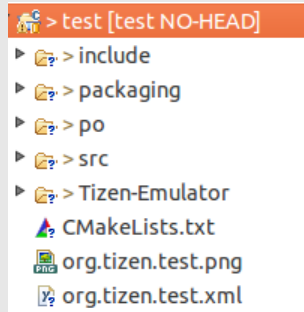 > test [test NO-HEAD]
> include
> packaging
> po
> src
> Tizen-Emulator
CMakeLists.txt
org.tizen.test.png
org.tizen.test.xml